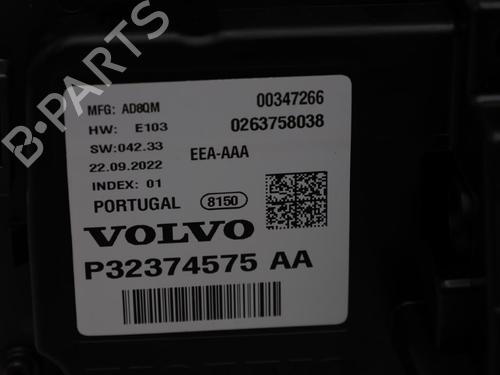 B-PARTS
MFG: AD8QM 00347266
HW: E103 0263758038
SW:042.33
22.09.2022 EEA-AAA
INDEX: 01
PORTUGAL 8150
VOLVO
P32374575 AA